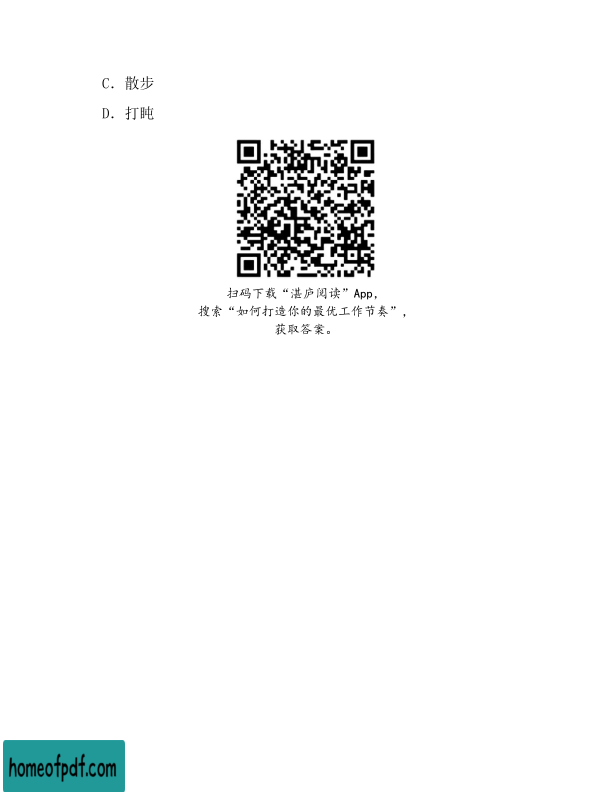 C. 散步
D. 打盹
扫码下载“湛庐阅读”App，
搜索“如何打造你的最优工作节奏”，
获取答案。
homeofpdf.com